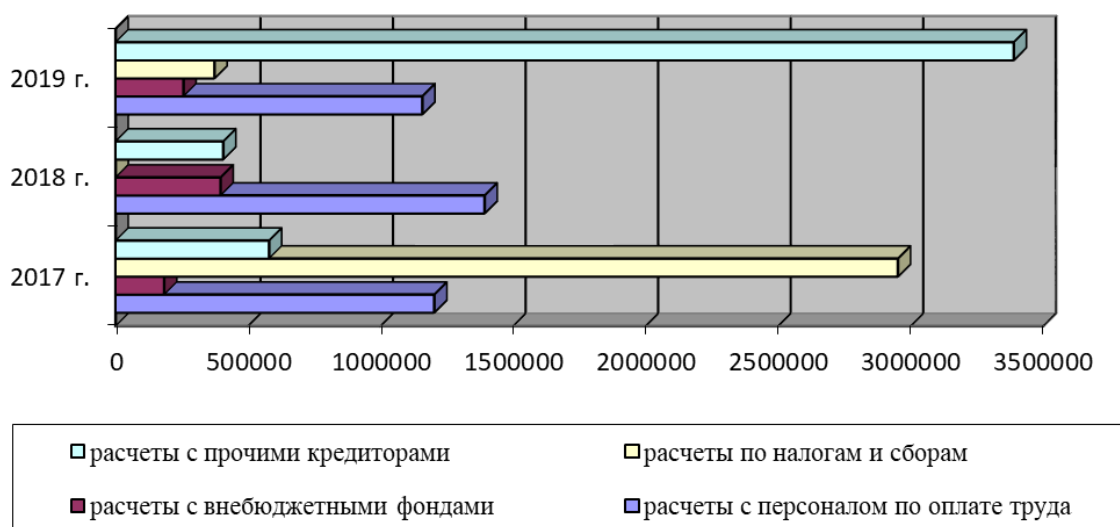 2019 г.
2018 г.
2017 г.
0 500000 1000000 1500000 2000000 2500000 3000000 3500000
расчеты с прочими кредиторами расчеты по налогам и сборам
расчеты с внебюджетными фондами расчеты с персоналом по оплате труда